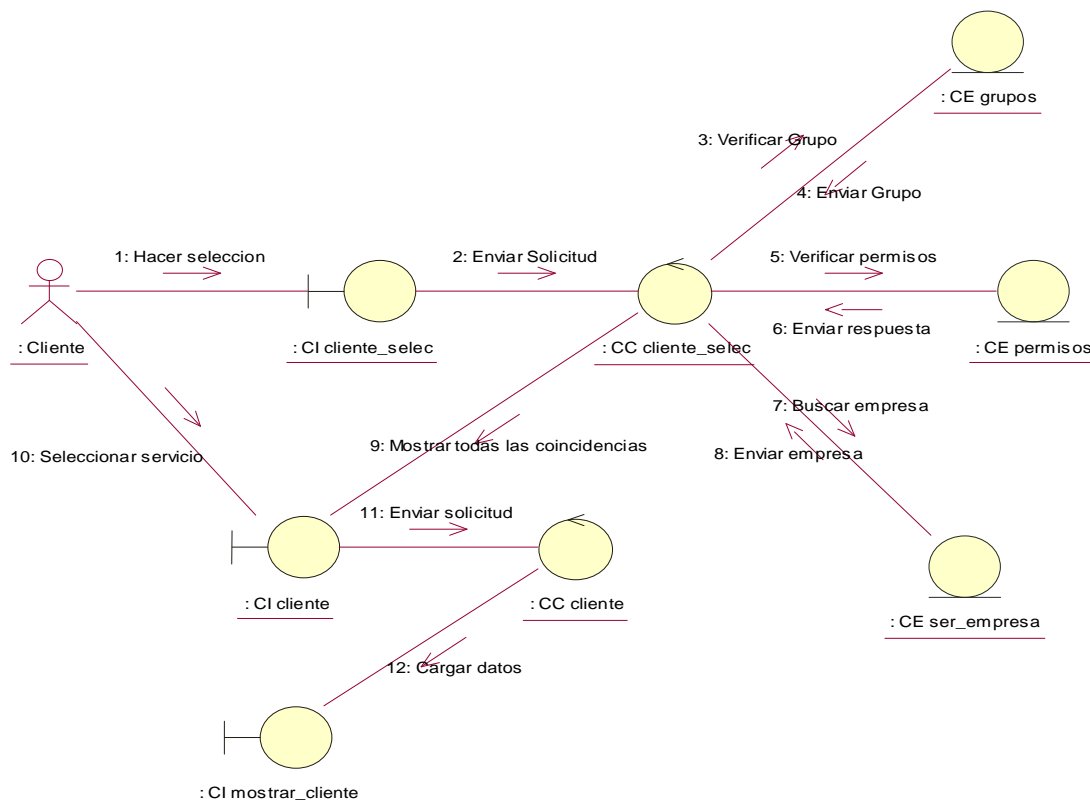 : CE grupos
3: Verificar Grupo
4: Enviar Grupo
1: Hacer seleccion
2: Enviar Solicitud
5: Verificar permisos
6: Enviar respuesta
: Cliente
: CI cliente_selec
: CC cliente_selec
: CE permisos
7: Buscar empresa
8: Enviar empresa
9: Mostrar todas las coincidencias
10: Seleccionar servicio
11: Enviar solicitud
: CI cliente
: CC cliente
: CE ser_empresa
12: Cargar datos
: CI mostrar_cliente